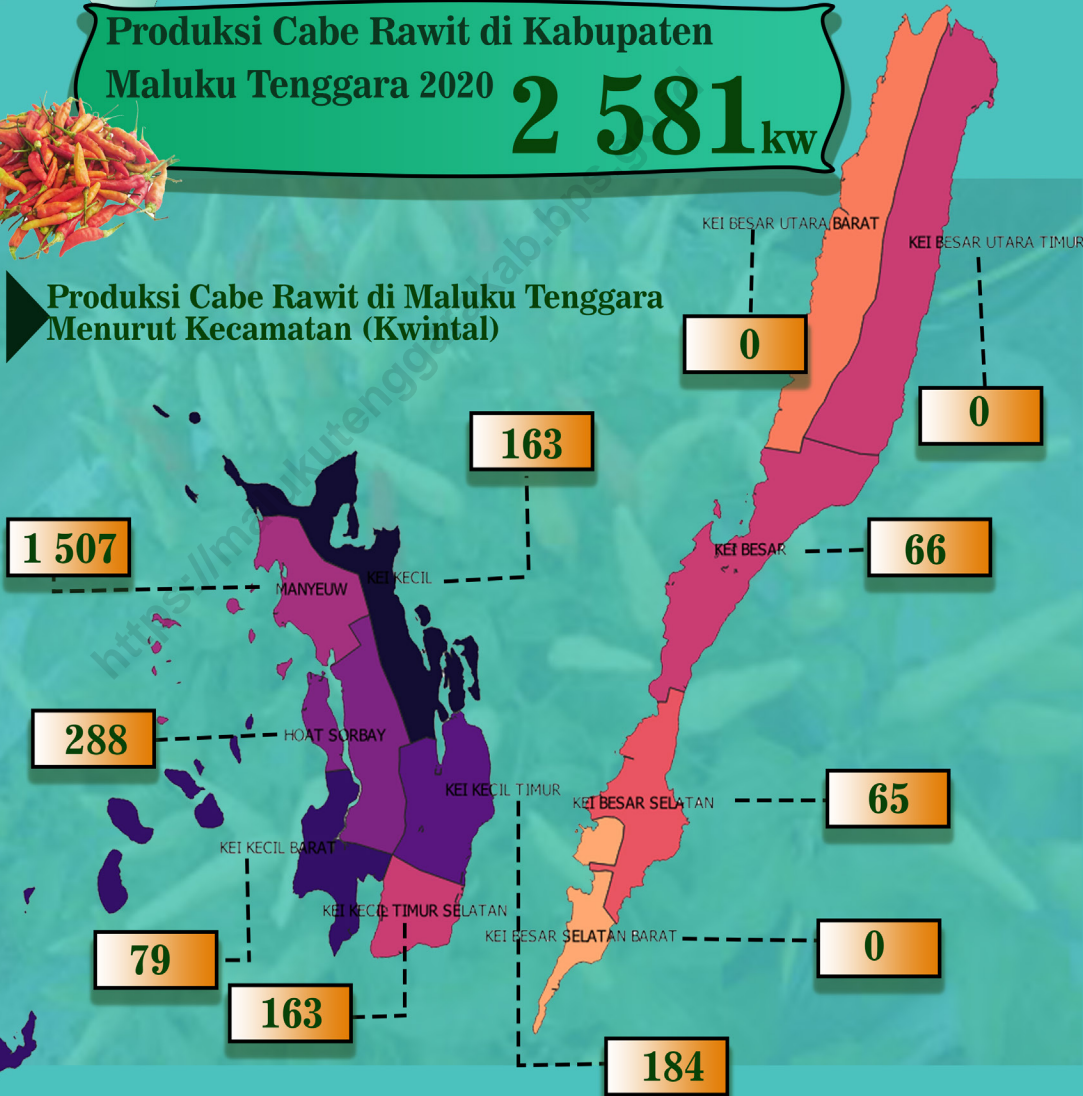 Produksi Cabe Rawit di Kabupaten
Maluku Tenggara 2020
2 581 kw
Produksi Cabe Rawit di Maluku Tenggara
Menurut Kecamatan (Kwintal)
KEI BESAR UTARA BARAT
0
KEI BESAR UTARA TIMUR
0
163
KEI KECIL
1 507
MANYEUW
KEI BESAR
66
288
HOAT SORBAY
KEI KECIL TIMUR
KEI BESAR SELATAN
65
KEI KECIL BARAT
79
KEI KECIL TIMUR SELATAN
163
KEI BESAR SELATAN BARAT
0
184